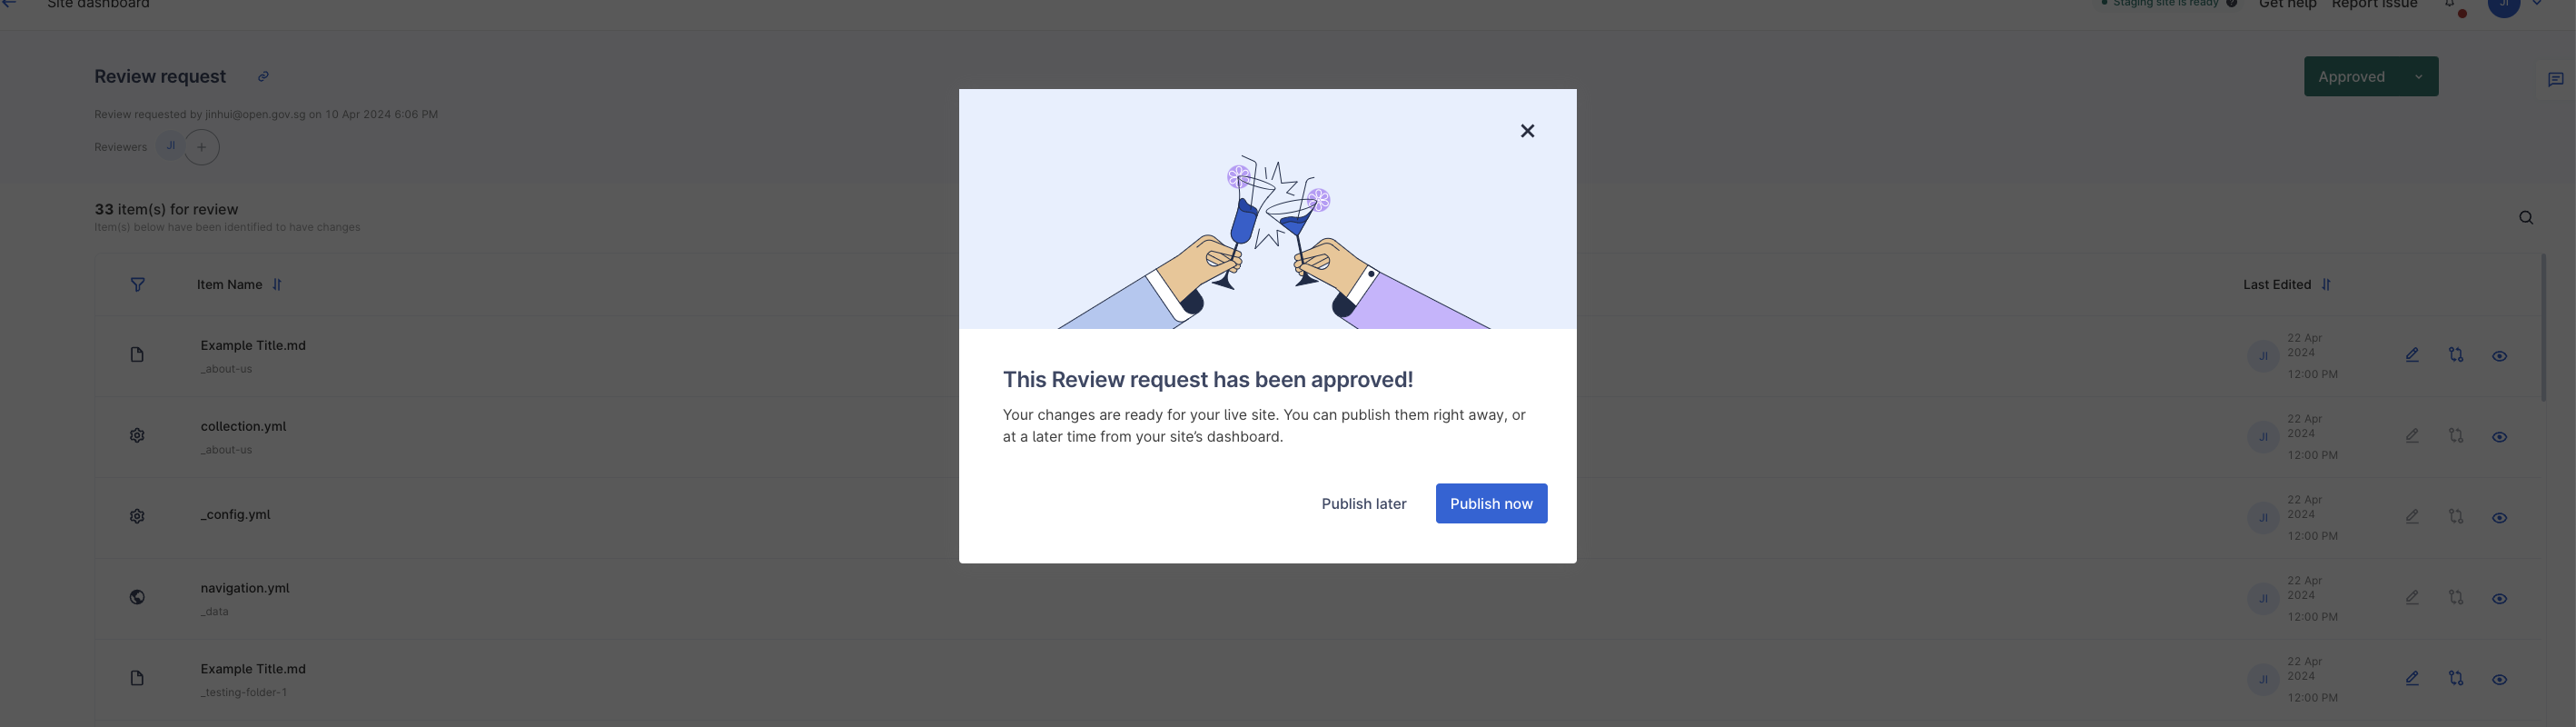 Site dashboard
Staging site is ready
Get help
Report issue
JI
Review request
Approved
Review requested by jinhui@open.gov.sg on 10 Apr 2024 6:06 PM
Reviewers JI +
33 item(s) for review
Item(s) below have been identified to have changes
Item Name
Last Edited
Example Title.md
_about-us
JI
22 Apr
2024
12:00 PM
collection.yml
_about-us
JI
22 Apr
2024
12:00 PM
_config.yml
JI
22 Apr
2024
12:00 PM
navigation.yml
_data
JI
22 Apr
2024
12:00 PM
Example Title.md
_testing-folder-1
JI
22 Apr
2024
12:00 PM
This Review request has been approved!
Your changes are ready for your live site. You can publish them right away, or
at a later time from your site’s dashboard.
Publish later
Publish now